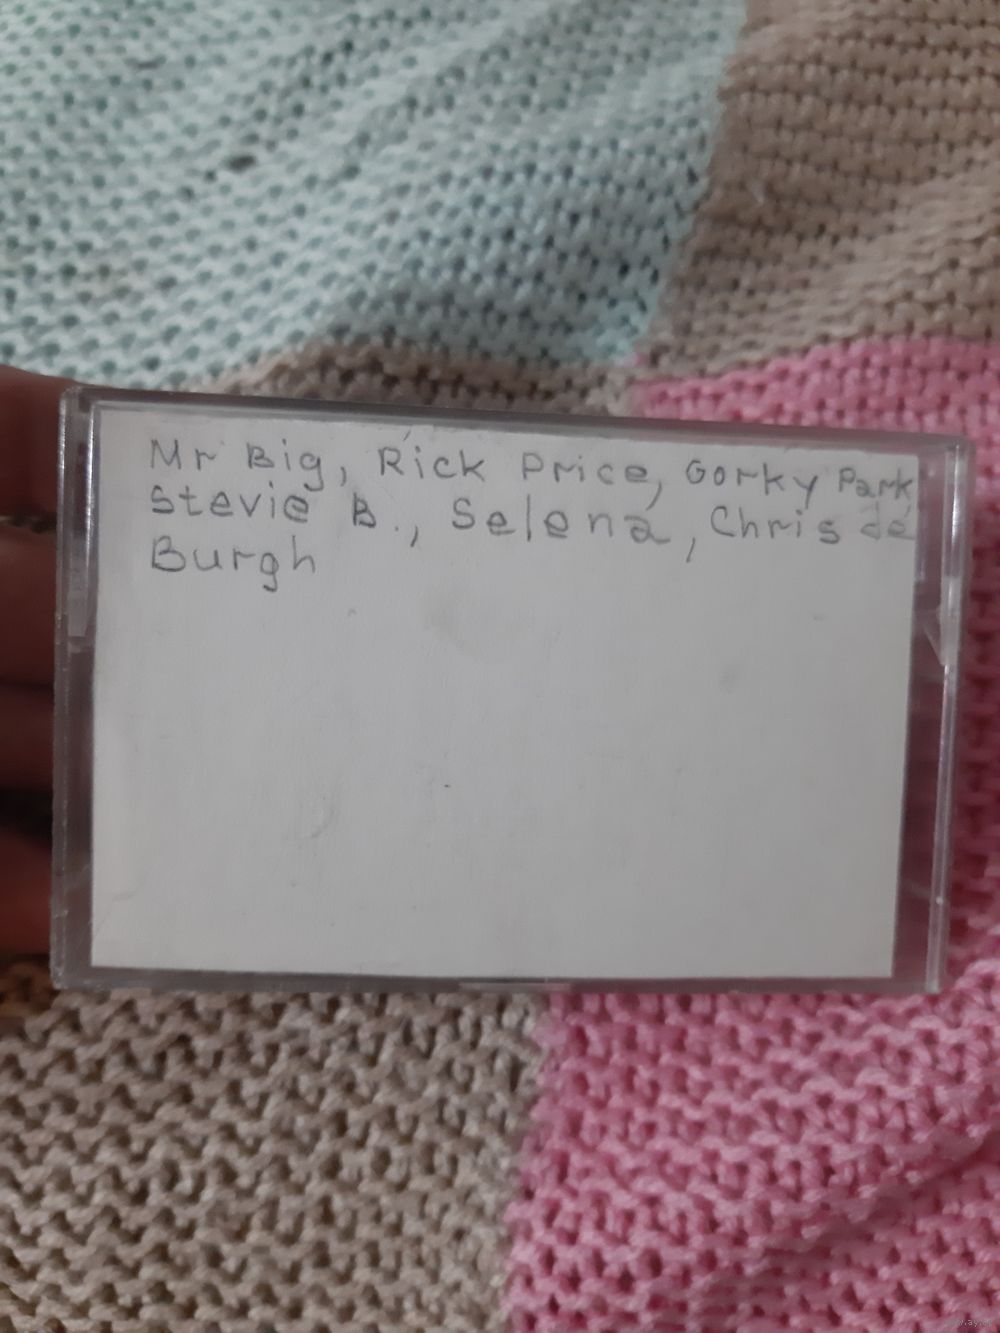 Mr Big, Rick Price, Gorky Park
Stevie B., Selena, Chris de
Burgh